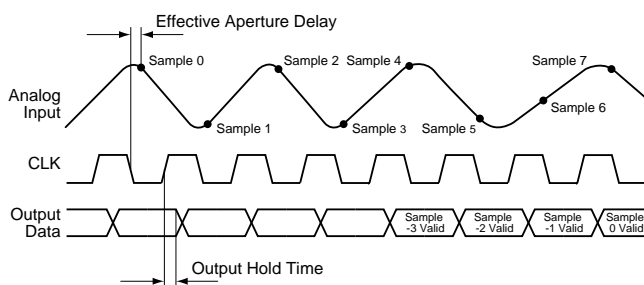 Effective Aperture Delay
Sample 0
Sample 2
Sample 4
Sample 7
Analog
Input
Sample 1
Sample 3
Sample 5
Sample 6
CLK
Output
Data
Sample
-3 Valid
Sample
-2 Valid
Sample
-1 Valid
Sample
0 Valid
Output Hold Time